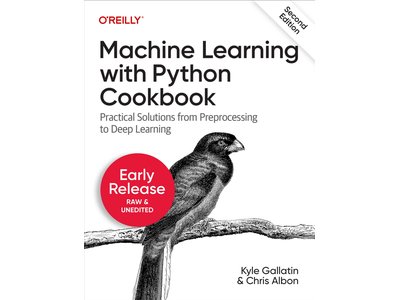 O'REILLY®
Second
Edition
Machine Learning
with Python
Cookbook
Practical Solutions from Preprocessing
to Deep Learning
Early
Release
RAW &
UNEDITED
Kyle Gallatin
& Chris Albon